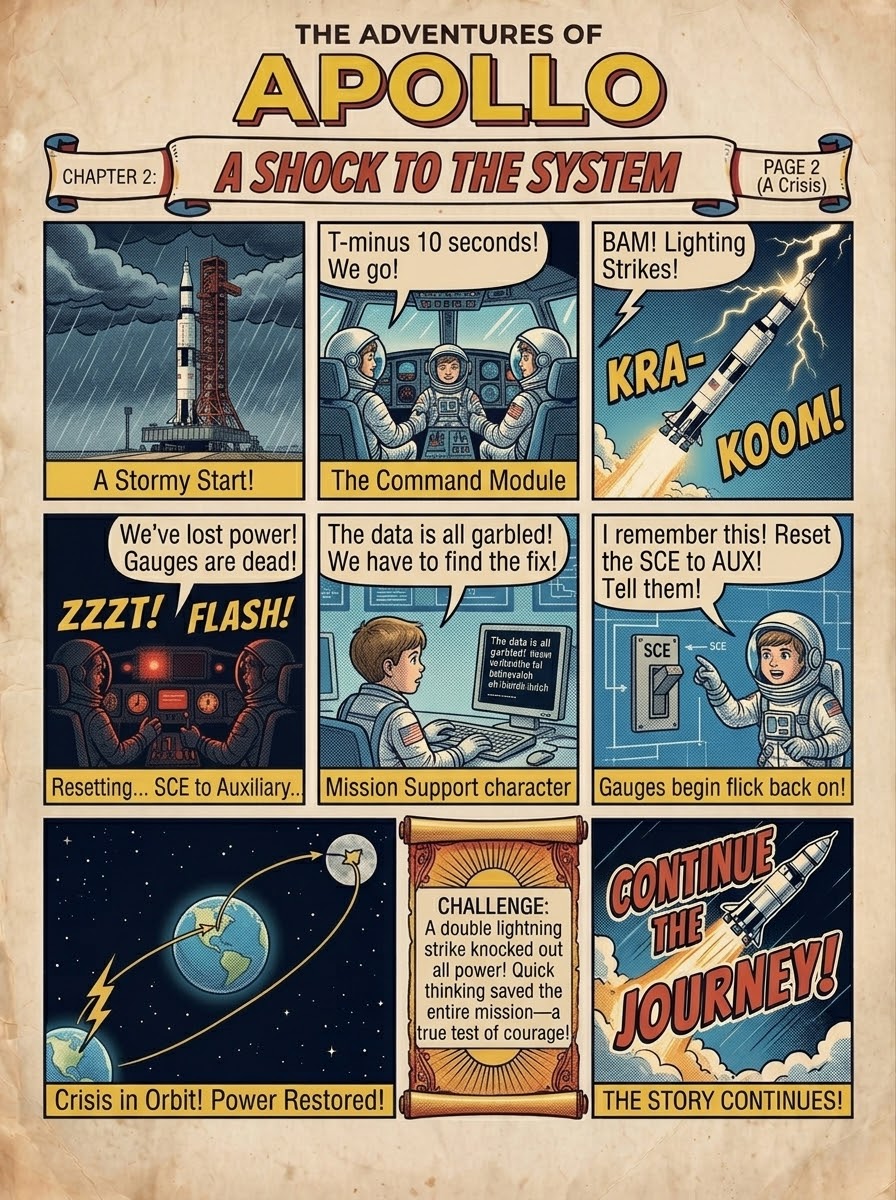 THE ADVENTURES OF
APOLLO
CHAPTER 2:
A SHOCK TO THE SYSTEM
PAGE 2
(A Crisis)
A Stormy Start!
T-minus 10 seconds!
We go!
The Command Module
BAM! Lighting
Strikes!
KRA-
KOOM!
We've lost power!
Gauges are dead!
ZZZT! FLASH!
Resetting... SCE to Auxiliary...
The data is all garbled!
We have to find the fix!
The data is all
Mission Support character
I remember this! Reset
the SCE to AUX!
Tell them!
SCE
SCE
Gauges begin flick back on!
Crisis in Orbit! Power Restored!
CHALLENGE:
A double lightning
strike knocked out
all power! Quick
thinking saved the
entire mission—a
true test of courage!
CONTINUE
THE
JOURNEY!
THE STORY CONTINUES!